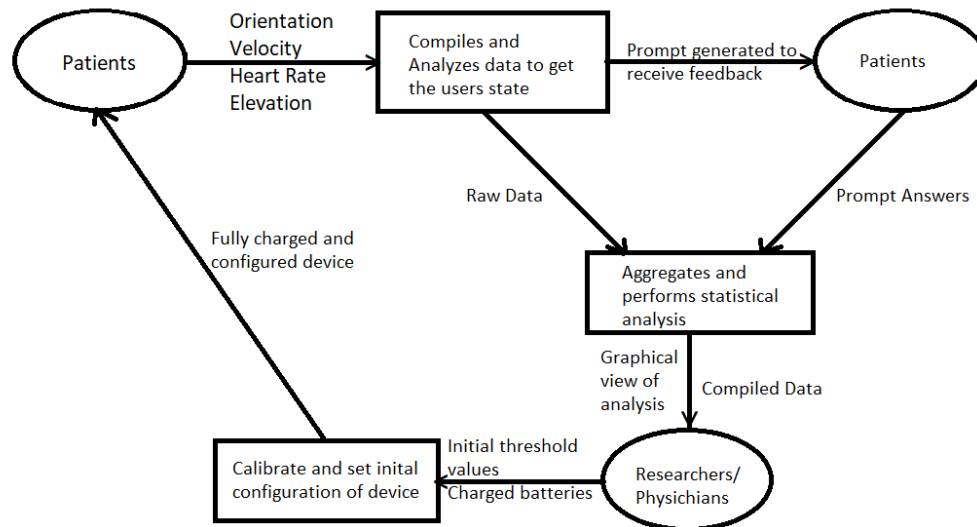 Patients
Orientation
Velocity
Heart Rate
Elevation
Compiles and
Analyzes data to get
the users state
Prompt generated to
receive feedback
Patients
Raw Data
Prompt Answers
Fully charged and
configured device
Aggregates and
performs statistical
analysis
Graphical
view of
analysis
Compiled Data
Researchers/
Physichians
Initial threshold
values
Charged batteries
Calibrate and set inital
configuration of device